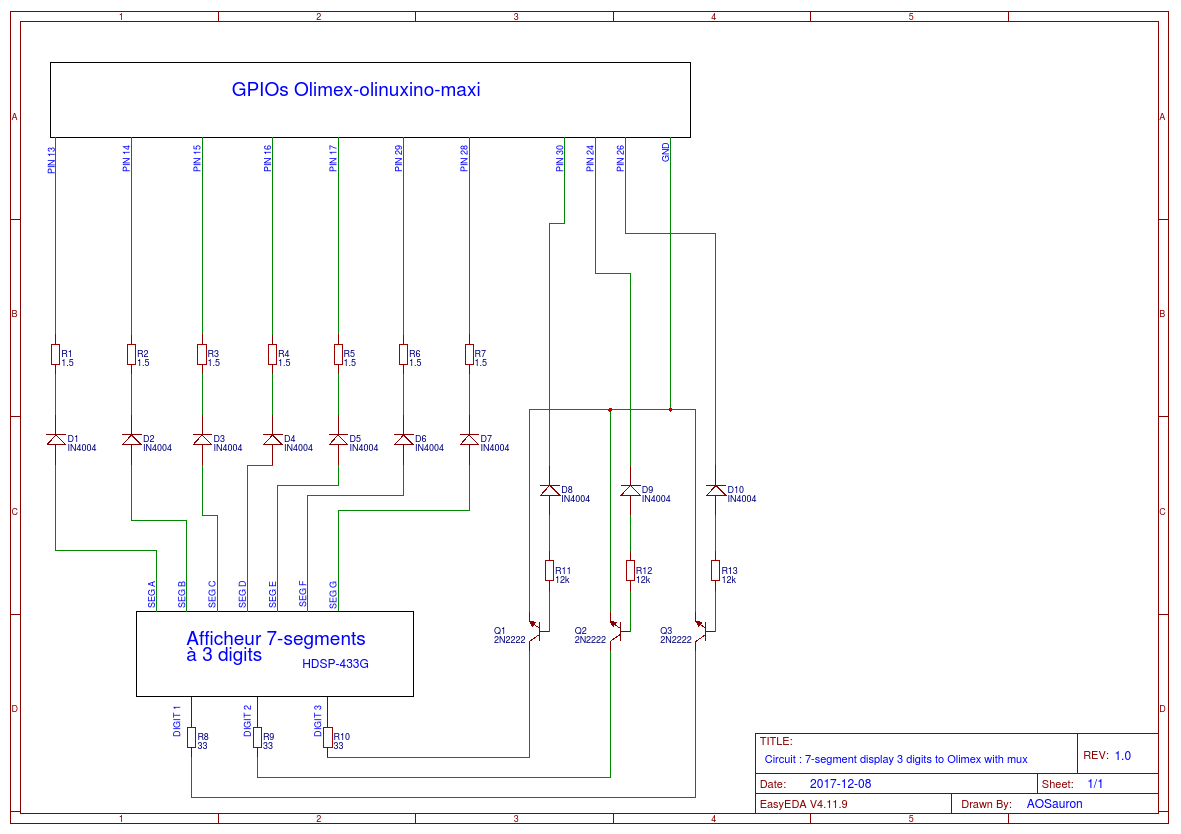 1 2 3 4 5
A A
B B
C C
D D
GPIOs Olimex-olinuxino-maxi
PIN 13
PIN 14
PIN 15
PIN 16
PIN 17
PIN 29
PIN 28
PIN 30
PIN 24
PIN 26
GND
R1
1.5
R2
1.5
R3
1.5
R4
1.5
R5
1.5
R6
1.5
R7
1.5
D1
IN4004
D2
IN4004
D3
IN4004
D4
IN4004
D5
IN4004
D6
IN4004
D7
IN4004
D8
IN4004
D9
IN4004
D10
IN4004
R11
12k
R12
12k
R13
12k
SEG A
SEG B
SEG C
SEG D
SEG E
SEG F
SEG G
Q1
2N2222
Q2
2N2222
Q3
2N2222
Afficheur 7-segments
à 3 digits
HDSP-433G
DIGIT 1
DIGIT 2
DIGIT 3
R8
33
R9
33
R10
33
TITLE:
Circuit : 7-segment display 3 digits to Olimex with mux
REV: 1.0
Date: 2017-12-08
Sheet: 1/1
EasyEDA V4.11.9
Drawn By: AOSauron
1 2 3 4 5